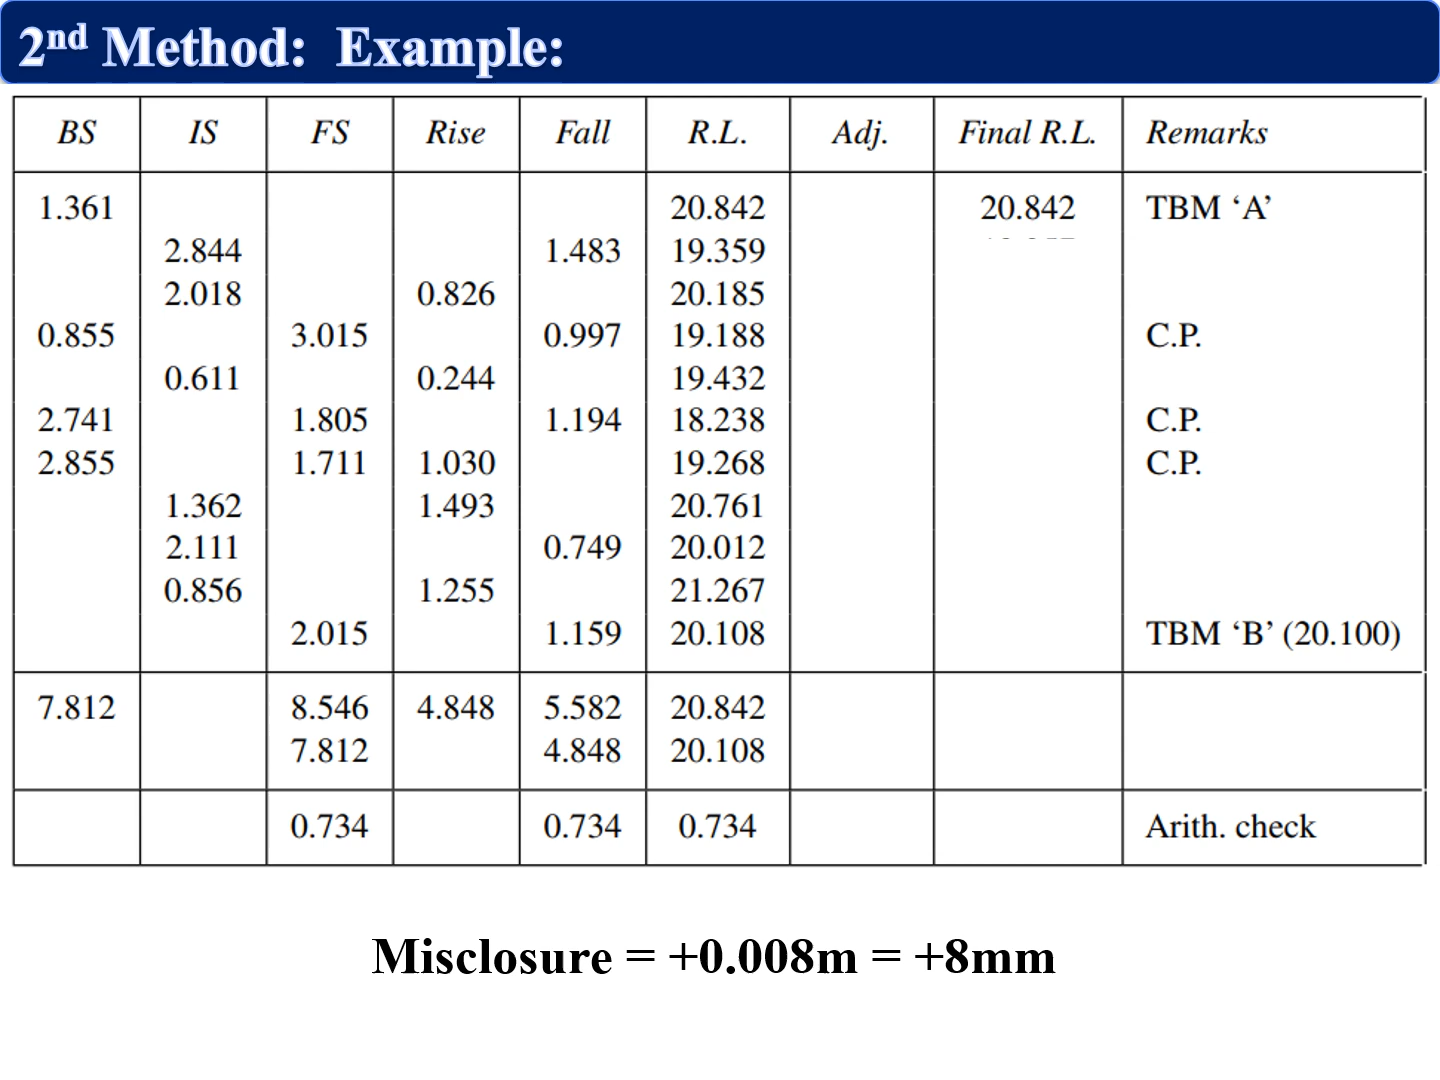 2nd Method: Example:
BS IS FS Rise Fall R.L. Adj. Final R.L. Remarks
1.361 20.842 20.842 TBM ‘A’
2.844 1.483 19.359
2.018 0.826 20.185
0.855 3.015 0.997 19.188 C.P.
0.611 0.244 19.432
2.741 1.805 1.194 18.238 C.P.
2.855 1.711 1.030 19.268 C.P.
1.362 1.493 20.761
2.111 0.749 20.012
0.856 1.255 21.267
2.015 1.159 20.108 TBM ‘B’ (20.100)
7.812 8.546 4.848 5.582 20.842
7.812 4.848 20.108
0.734 0.734 0.734 Arith. check
Misclosure = +0.008m = +8mm